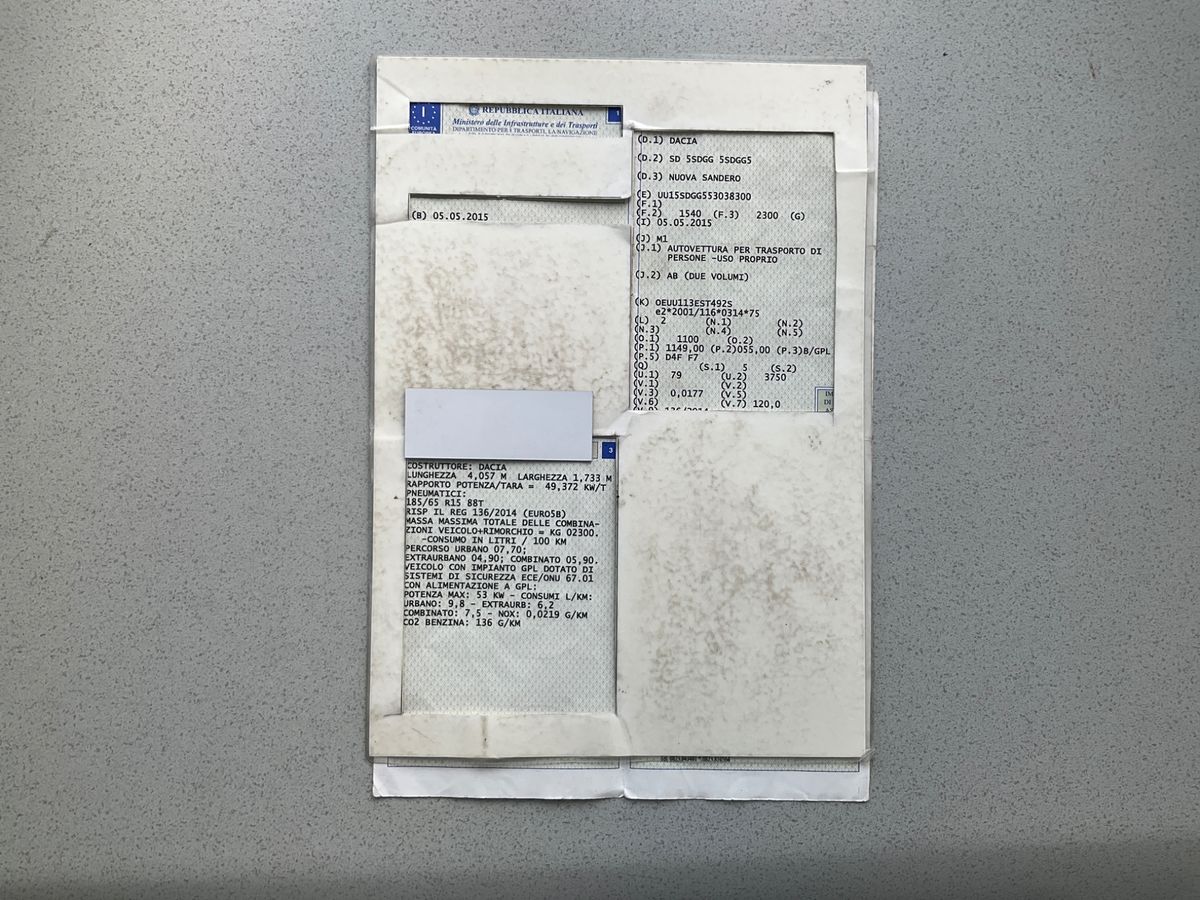 I
COMUNITÀ
REPUBBLICA ITALIANA
1
Ministero delle Infrastrutture e dei Trasporti
DIPARTIMENTO PER I TRASPORTI, LA NAVIGAZIONE
(B) 05.05.2015
(D.1) DACIA
(D.2) SD 5SDGG 5SDGG5
(D.3) NUOVA SANDERO
(E) UU15SDGG553038300
(F.1)
(F.2) 1540 (F.3) 2300 (G)
(I) 05.05.2015
(J) M1
(J.1) AUTOVETTURA PER TRASPORTO DI
PERSONE -USO PROPRIO
(J.2) AB (DUE VOLUMI)
(K) OEUU113EST492S
e2*2001/116*0314*75
(L) 2 (N.1) (N.2)
(N.3) (N.4) (N.5)
(O.1) 1100 (O.2)
(P.1) 1149,00 (P.2)055,00 (P.3)B/GPL
(P.5) D4F F7
(Q) (S.1) 5 (S.2)
(U.1) 79 (U.2) 3750
(V.1) (V.2)
(V.3) 0,0177 (V.5)
(V.6) (V.7) 120,0
(V.9) 136/2014
IM
DI
3
COSTRUTTORE: DACIA
LUNGHEZZA 4,057 M LARGHEZZA 1,733 M
RAPPORTO POTENZA/TARA = 49,372 KW/T
PNEUMATICI:
185/65 R15 88T
RISP IL REG 136/2014 (EURO5B)
MASSA MASSIMA TOTALE DELLE COMBINA-
ZIONI VEICOLO+RIMORCHIO = KG 02300.
-CONSUMO IN LITRI / 100 KM
PERCORSO URBANO 07,70;
EXTRAURBANO 04,90; COMBINATO 05,90.
VEICOLO CON IMPIANTO GPL DOTATO DI
SISTEMI DI SICUREZZA ECE/ONU 67.01
CON ALIMENTAZIONE A GPL:
POTENZA MAX: 53 KW - CONSUMI L/KM:
URBANO: 9,8 - EXTRAURB: 6,2
COMBINATO: 7,5 - NOX: 0,0219 G/KM
CO2 BENZINA: 136 G/KM